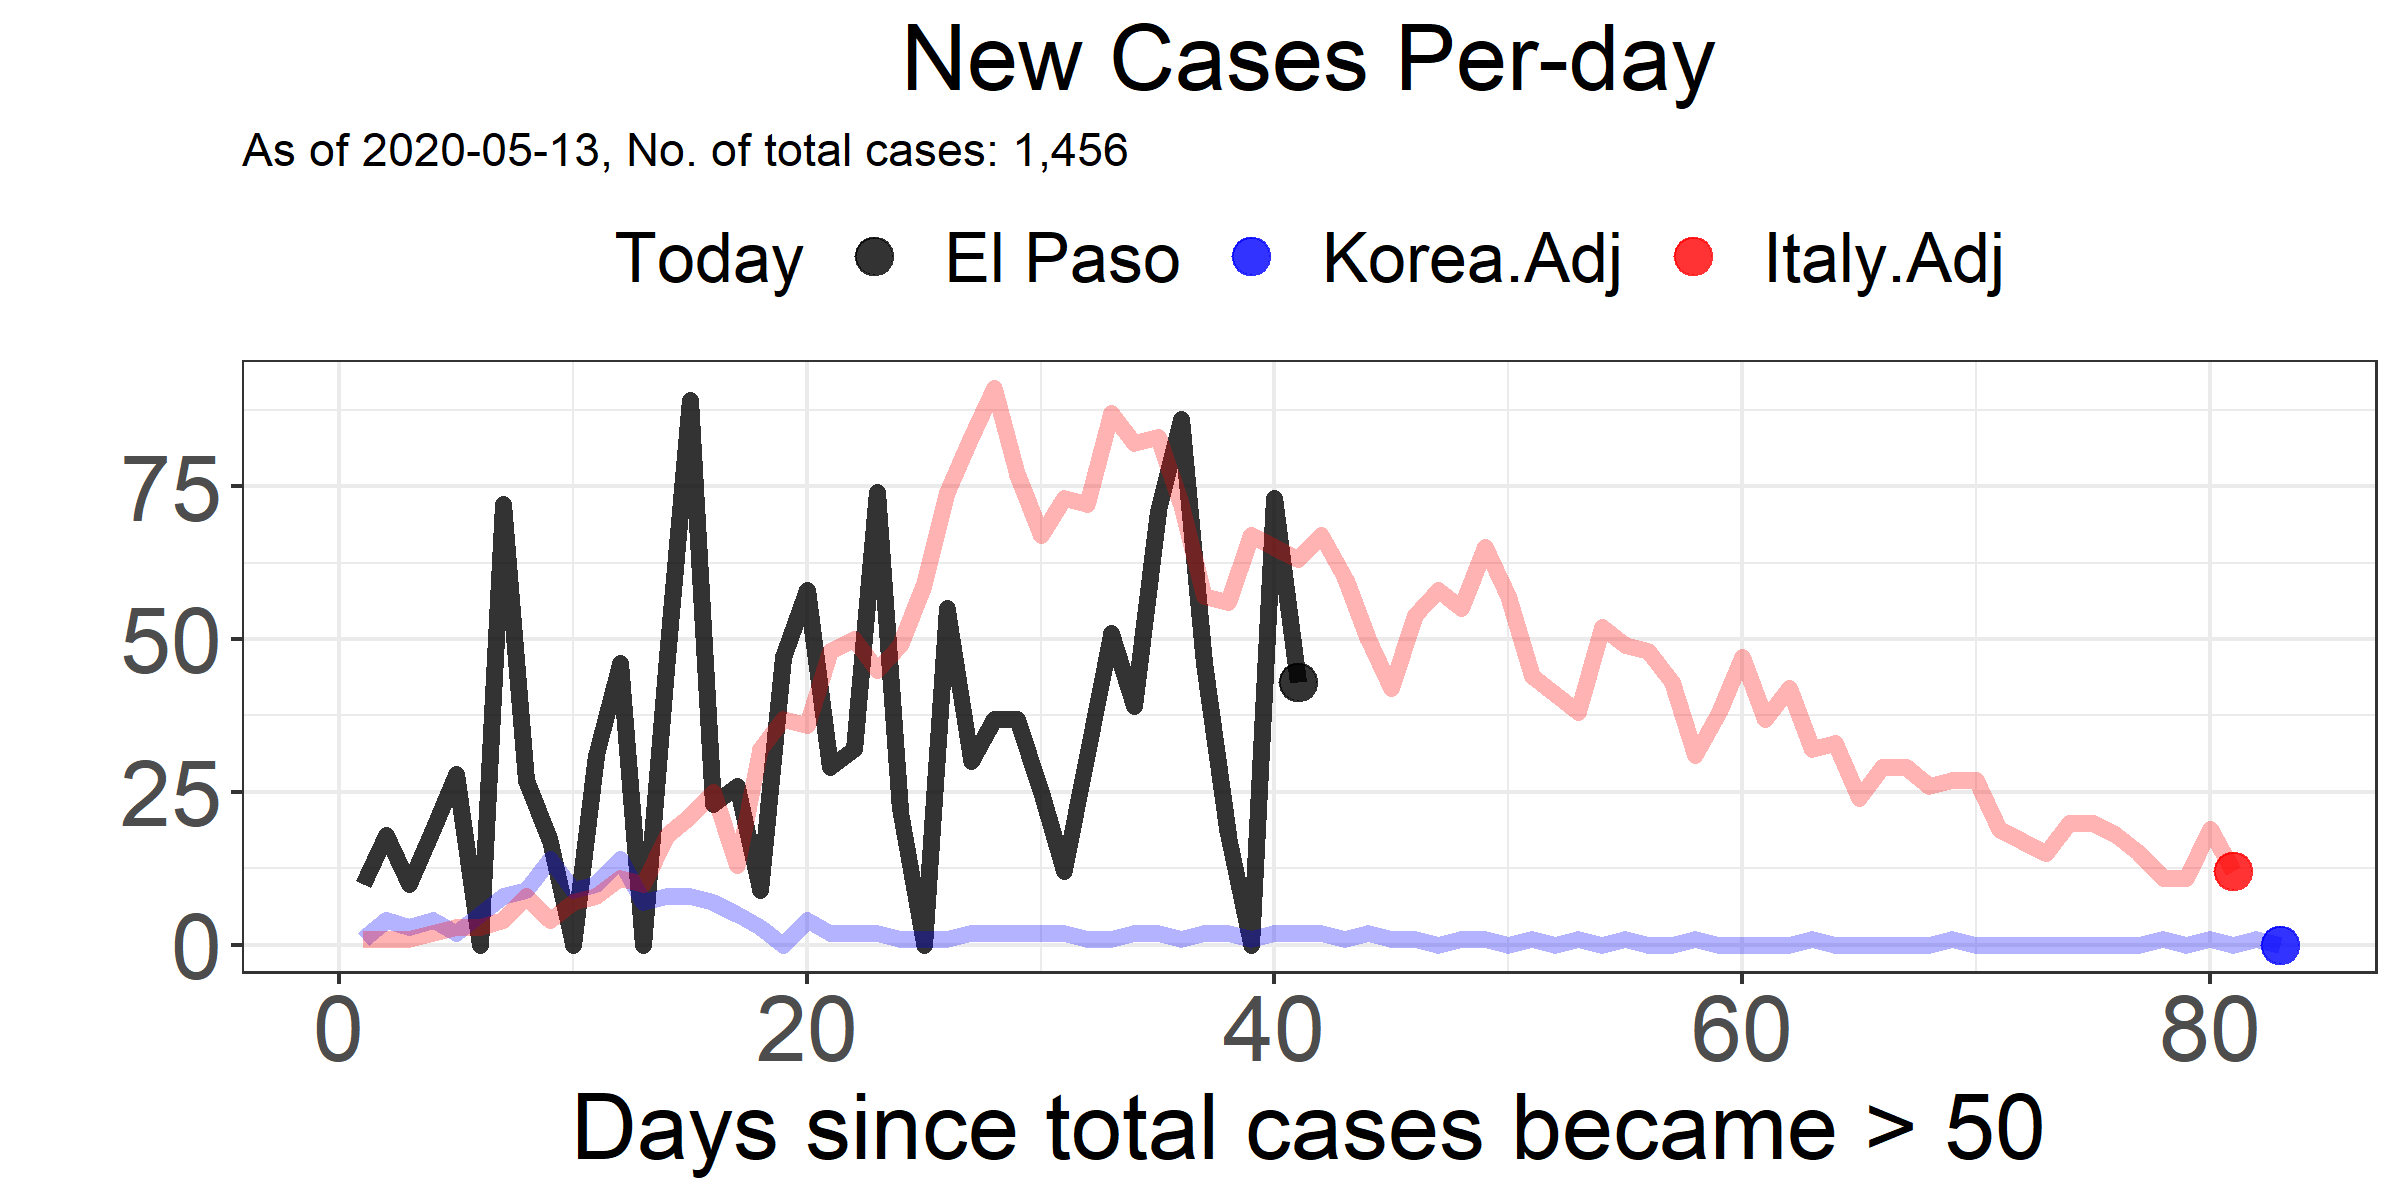 New Cases Per-day
As of 2020-05-13, No. of total cases: 1,456
Today El Paso Korea.Adj Italy.Adj
75
50
25
0
0 20 40 60 80
Days since total cases became > 50